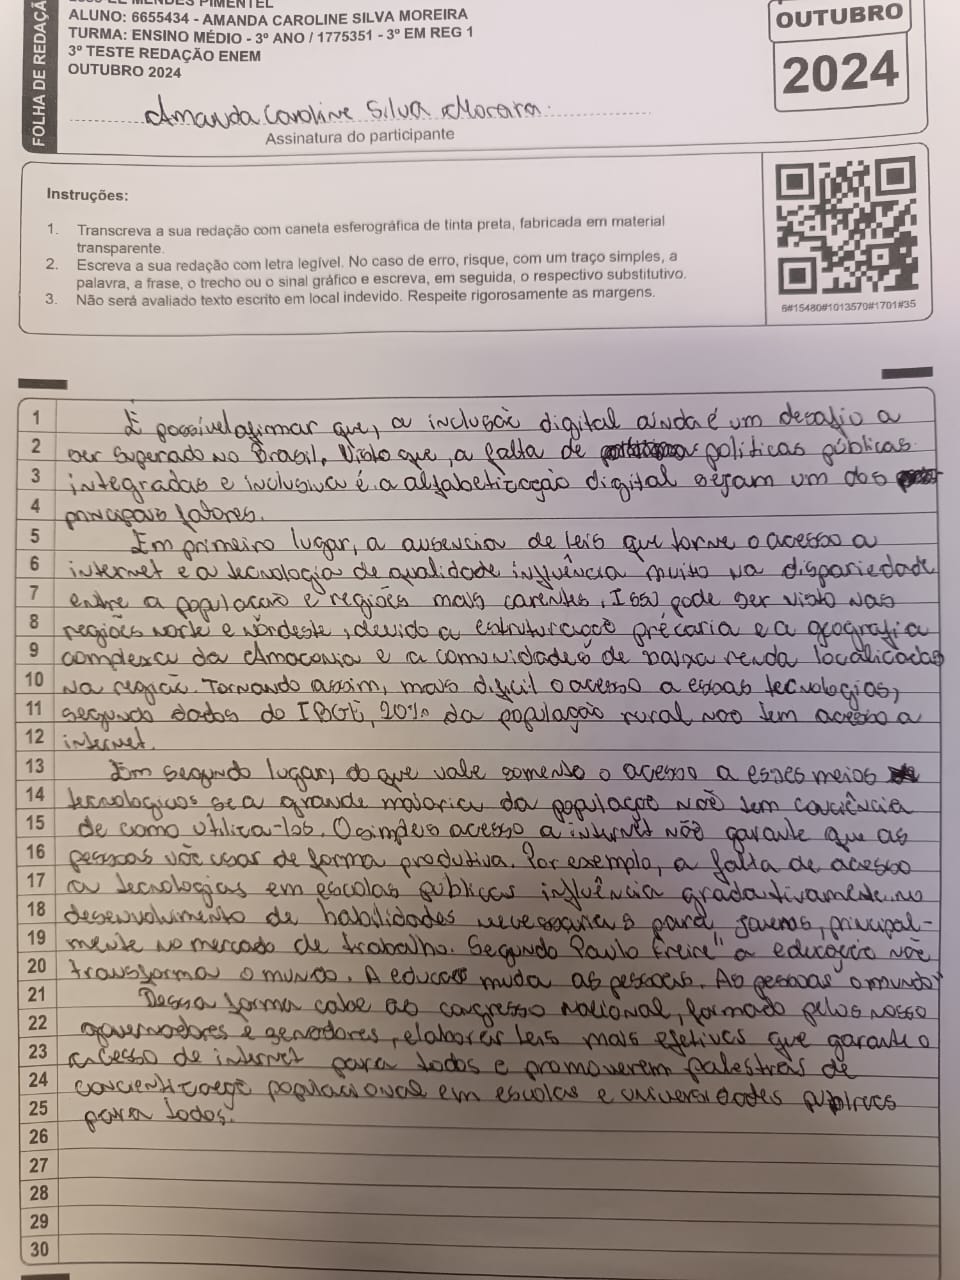 ALUNO: 6655434 - AMANDA CAROLINE SILVA MOREIRA
TURMA: ENSINO MÉDIO - 3º ANO / 1775351 - 3º EM REG 1
3º TESTE REDAÇÃO ENEM
OUTUBRO 2024
FOLHA DE REDAÇÃ
OUTUBRO
2024
Amanda Caroline Silva Moreira.
Assinatura do participante
Instruções:
1. Transcreva a sua redação com caneta esferográfica de tinta preta, fabricada em material
transparente.
2. Escreva a sua redação com letra legível. No caso de erro, risque, com um traço simples, a
palavra, a frase, o trecho ou o sinal gráfico e escreva, em seguida, o respectivo substitutivo.
3. Não será avaliado texto escrito em local indevido. Respeite rigorosamente as margens.
6#15480#1013570#1701#35
1 É possível afirmar que, a inclusão digital ainda é um desafio a
2 ser superado no Brasil. Visto que, a falta de políticas públicas
3 integradas e inclusiva é a alfabetização digital sejam um dos
4 principais fatores.
5 Em primeiro lugar, a ausencia de leis que torne o acesso a
6 internet e a tecnologia de qualidade influência muito na dispariedade
7 entre a população e regiões mais carentes. Isso pode ser visto nas
8 regiões norte e nordeste, devido a estruturação précaria e a geografia
9 complexa da Amazonia e a comunidades de baixa renda localizadas
10 na região. Tornando assim, mais dificil o acesso a essas tecnologias,
11 segundo dados do IBGE, 20% da população rural não tem acesso a
12 internet.
13 Em segundo lugar, do que vale somente o acesso a esses meios
14 tecnologicos se a grande maioria da população não tem conciência
15 de como utiliza-los. O simples acesso a internet não garante que as
16 pessoas vão usar de forma produtiva. Por exemplo, a falta de acesso
17 a tecnologias em escolas públicas influência gradativamente no
18 desenvolvimento de habilidades necessárias para jovens, principal-
19 mente no mercado de trabalho. Segundo Paulo Freire "a educação não
20 transforma o mundo. A educação muda as pessoas. As pessoas o mundo"
21 Dessa forma cabe ao congresso nacional, formado pelos nosso
22 governadores e senadores, elaborar leis mais efetivas que garante o
23 acesso de internet para todos e promoverem palestras de
24 concientização populacional em escolas e universidades públicas
25 para todos.
26
27
28
29
30